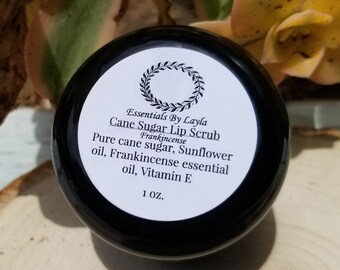 Essentials By Layla
Cane Sugar Lip Scrub
Frankincense
Pure cane sugar, Sunflower
oil, Frankincense essential
oil, Vitamin E
1 oz.